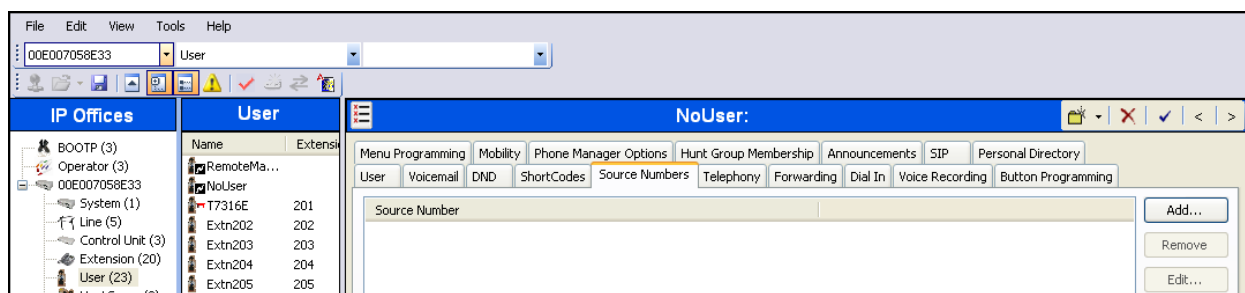 File Edit View Tools Help
00E007058E33 User
IP Offices User NoUser:
BOOTP (3)
Operator (3)
00E007058E33
System (1)
Line (5)
Control Unit (3)
Extension (20)
User (23)
Name Extensi
RemoteMa...
NoUser
T7316E 201
Extn202 202
Extn203 203
Extn204 204
Extn205 205
Menu Programming Mobility Phone Manager Options Hunt Group Membership Announcements SIP Personal Directory
User Voicemail DND ShortCodes Source Numbers Telephony Forwarding Dial In Voice Recording Button Programming
Source Number
Add...
Remove
Edit...